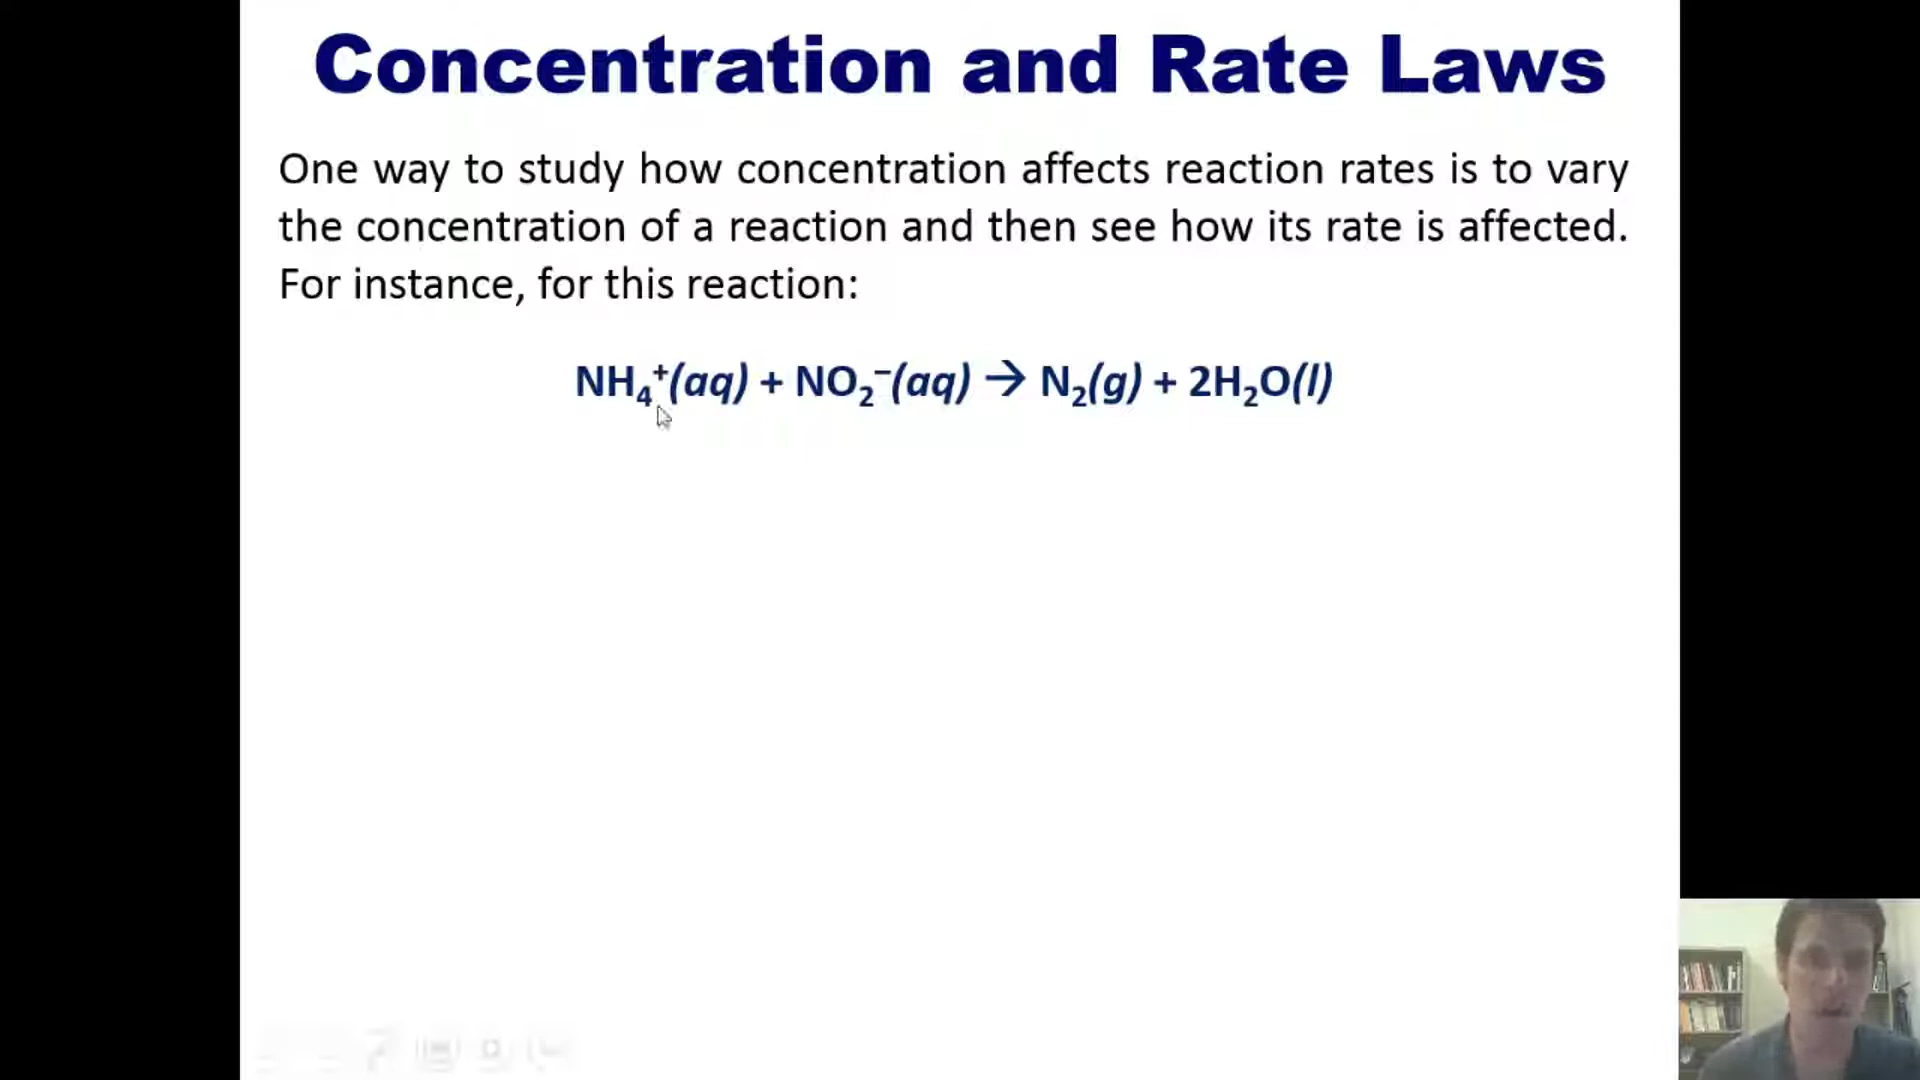 Concentration and Rate Laws
One way to study how concentration affects reaction rates is to vary
the concentration of a reaction and then see how its rate is affected.
For instance, for this reaction:
NH₄⁺(aq) + NO₂⁻(aq) → N₂(g) + 2H₂O(l)